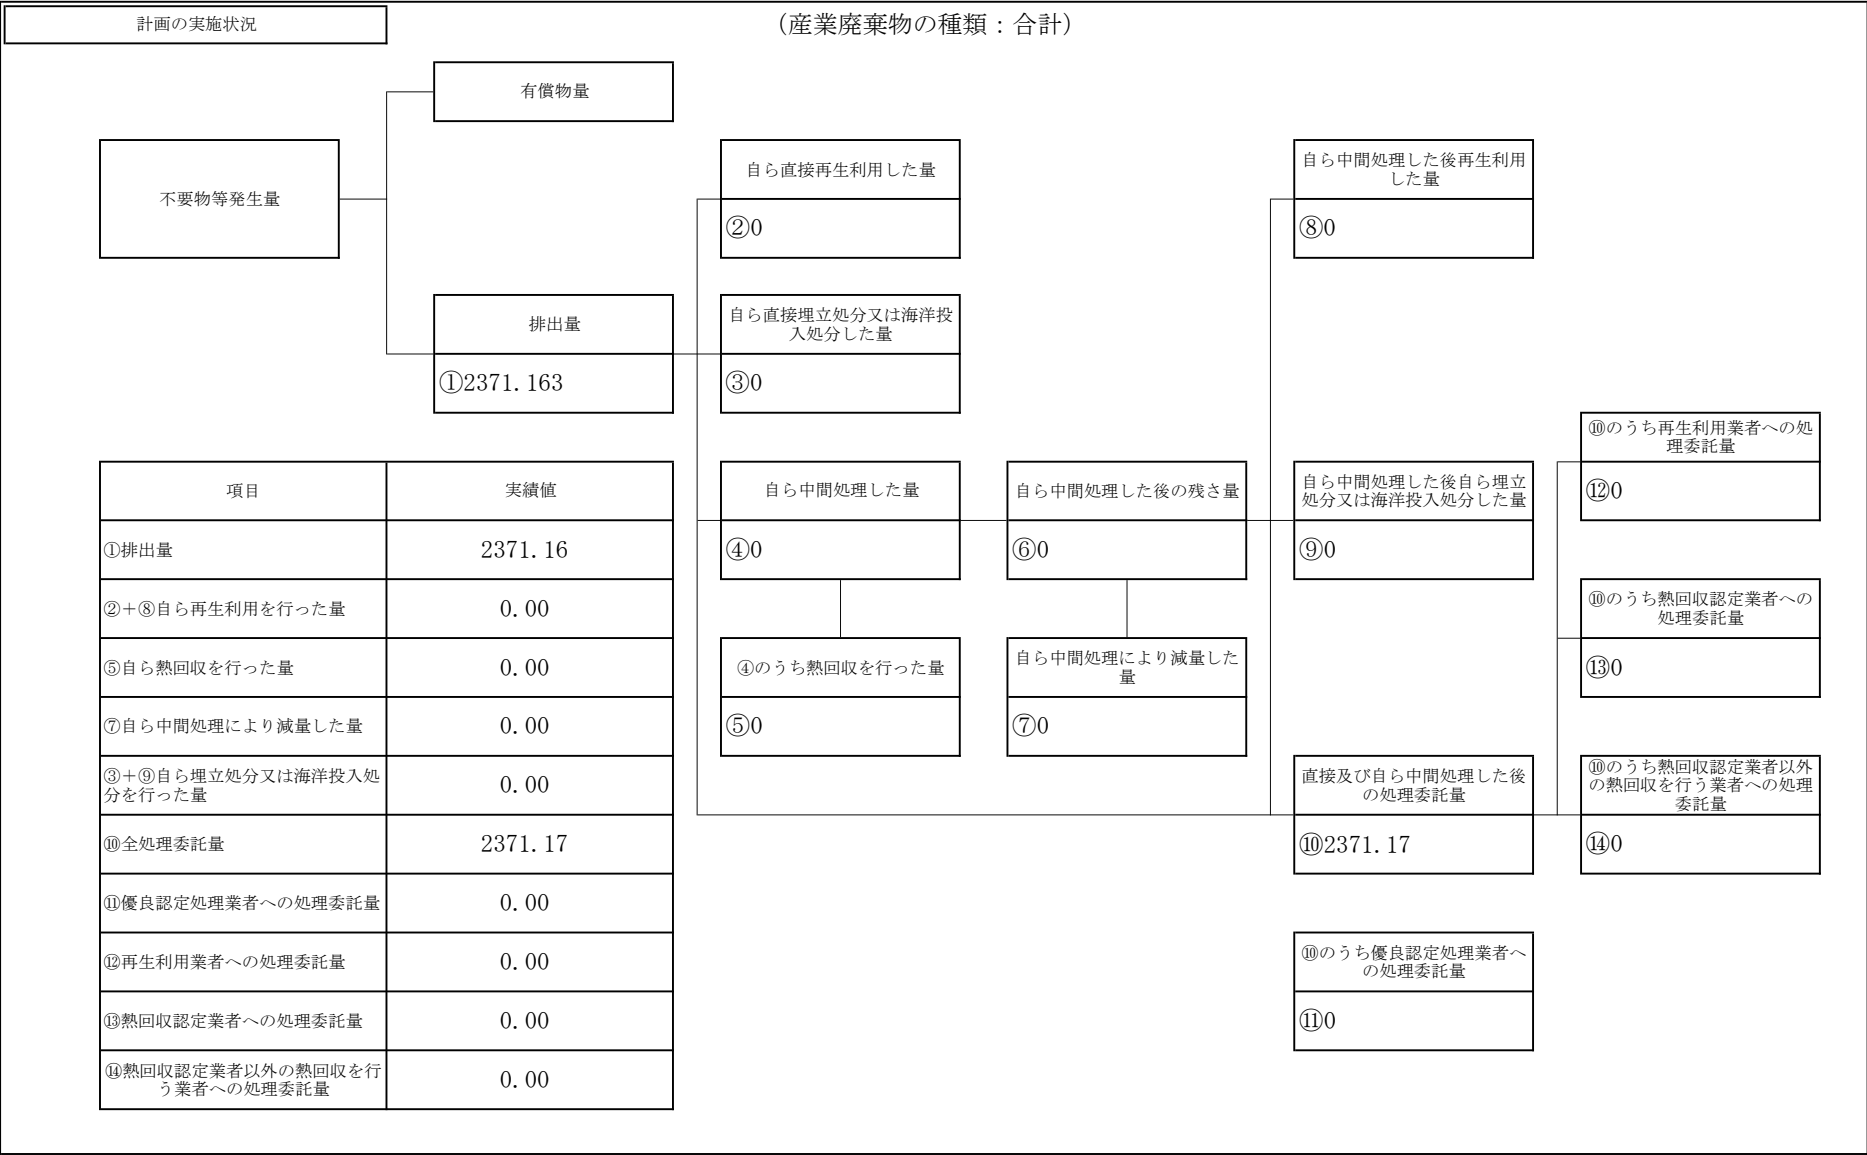 計画の実施状況
(産業廃棄物の種類：合計)
有償物量
不要物等発生量
自ら直接再生利用した量
②0
自ら中間処理した後再生利用
した量
⑧0
排出量
①2371.163
自ら直接埋立処分又は海洋投
入処分した量
③0
⑩のうち再生利用業者への処
理委託量
⑫0
自ら中間処理した量
④0
自ら中間処理した後の残さ量
⑥0
自ら中間処理した後自ら埋立
処分又は海洋投入処分した量
⑨0
⑩のうち熱回収認定業者への
処理委託量
⑬0
④のうち熱回収を行った量
⑤0
自ら中間処理により減量した
量
⑦0
直接及び自ら中間処理した後
の処理委託量
⑩2371.17
⑩のうち熱回収認定業者以外
の熱回収を行う業者への処理
委託量
⑭0
⑩のうち優良認定処理業者へ
の処理委託量
⑪0
項目 実績値
①排出量 2371.16
②＋⑧自ら再生利用を行った量 0.00
⑤自ら熱回収を行った量 0.00
⑦自ら中間処理により減量した量 0.00
③＋⑨自ら埋立処分又は海洋投入処
分を行った量 0.00
⑩全処理委託量 2371.17
⑪優良認定処理業者への処理委託量 0.00
⑫再生利用業者への処理委託量 0.00
⑬熱回収認定業者への処理委託量 0.00
⑭熱回収認定業者以外の熱回収を行
う業者への処理委託量 0.00